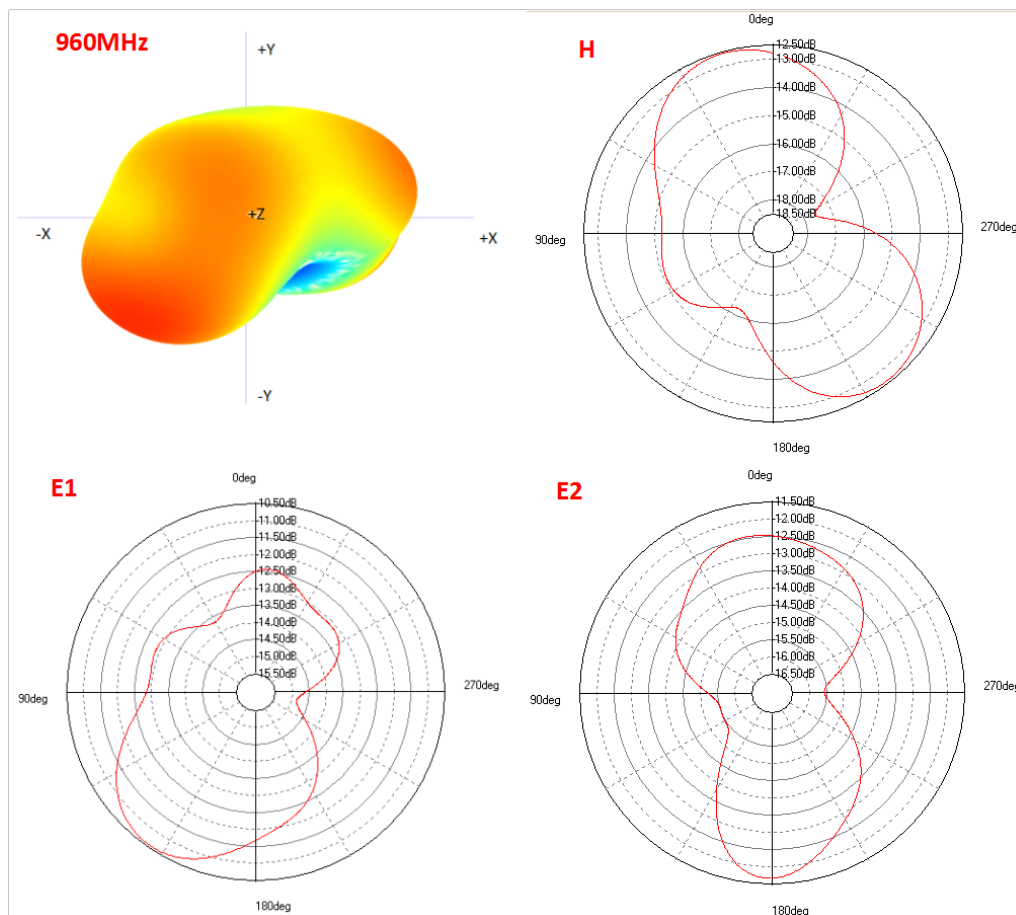 960MHz
+Y
-X
+Z
+X
-Y
H
0deg
-12.50dB
-13.00dB
-14.00dB
-15.00dB
-16.00dB
-17.00dB
-18.00dB
-18.50dB
90deg
270deg
180deg
E1
0deg
-10.50dB
-11.00dB
-11.50dB
-12.00dB
-12.50dB
-13.00dB
-13.50dB
-14.00dB
-14.50dB
-15.00dB
-15.50dB
90deg
270deg
180deg
E2
0deg
-11.50dB
-12.00dB
-12.50dB
-13.00dB
-13.50dB
-14.00dB
-14.50dB
-15.00dB
-15.50dB
-16.00dB
-16.50dB
90deg
270deg
180deg